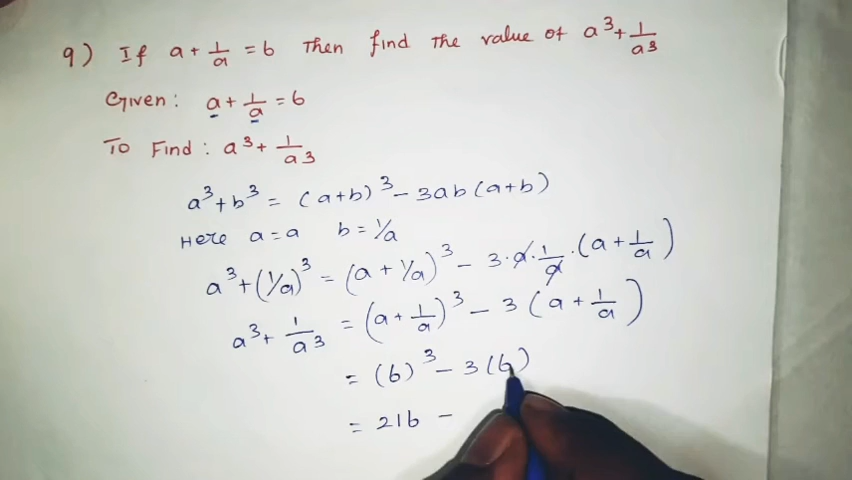 9) If a + 1/a = 6 Then find the value of a³ + 1/a³
Given: a + 1/a = 6
To Find: a³ + 1/a³
a³ + b³ = (a+b)³ - 3ab(a+b)
Here a = a b = 1/a
a³ + (1/a)³ = (a + 1/a)³ - 3·a·1/a·(a + 1/a)
a³ + 1/a³ = (a + 1/a)³ - 3(a + 1/a)
= (6)³ - 3(6)
= 216 -